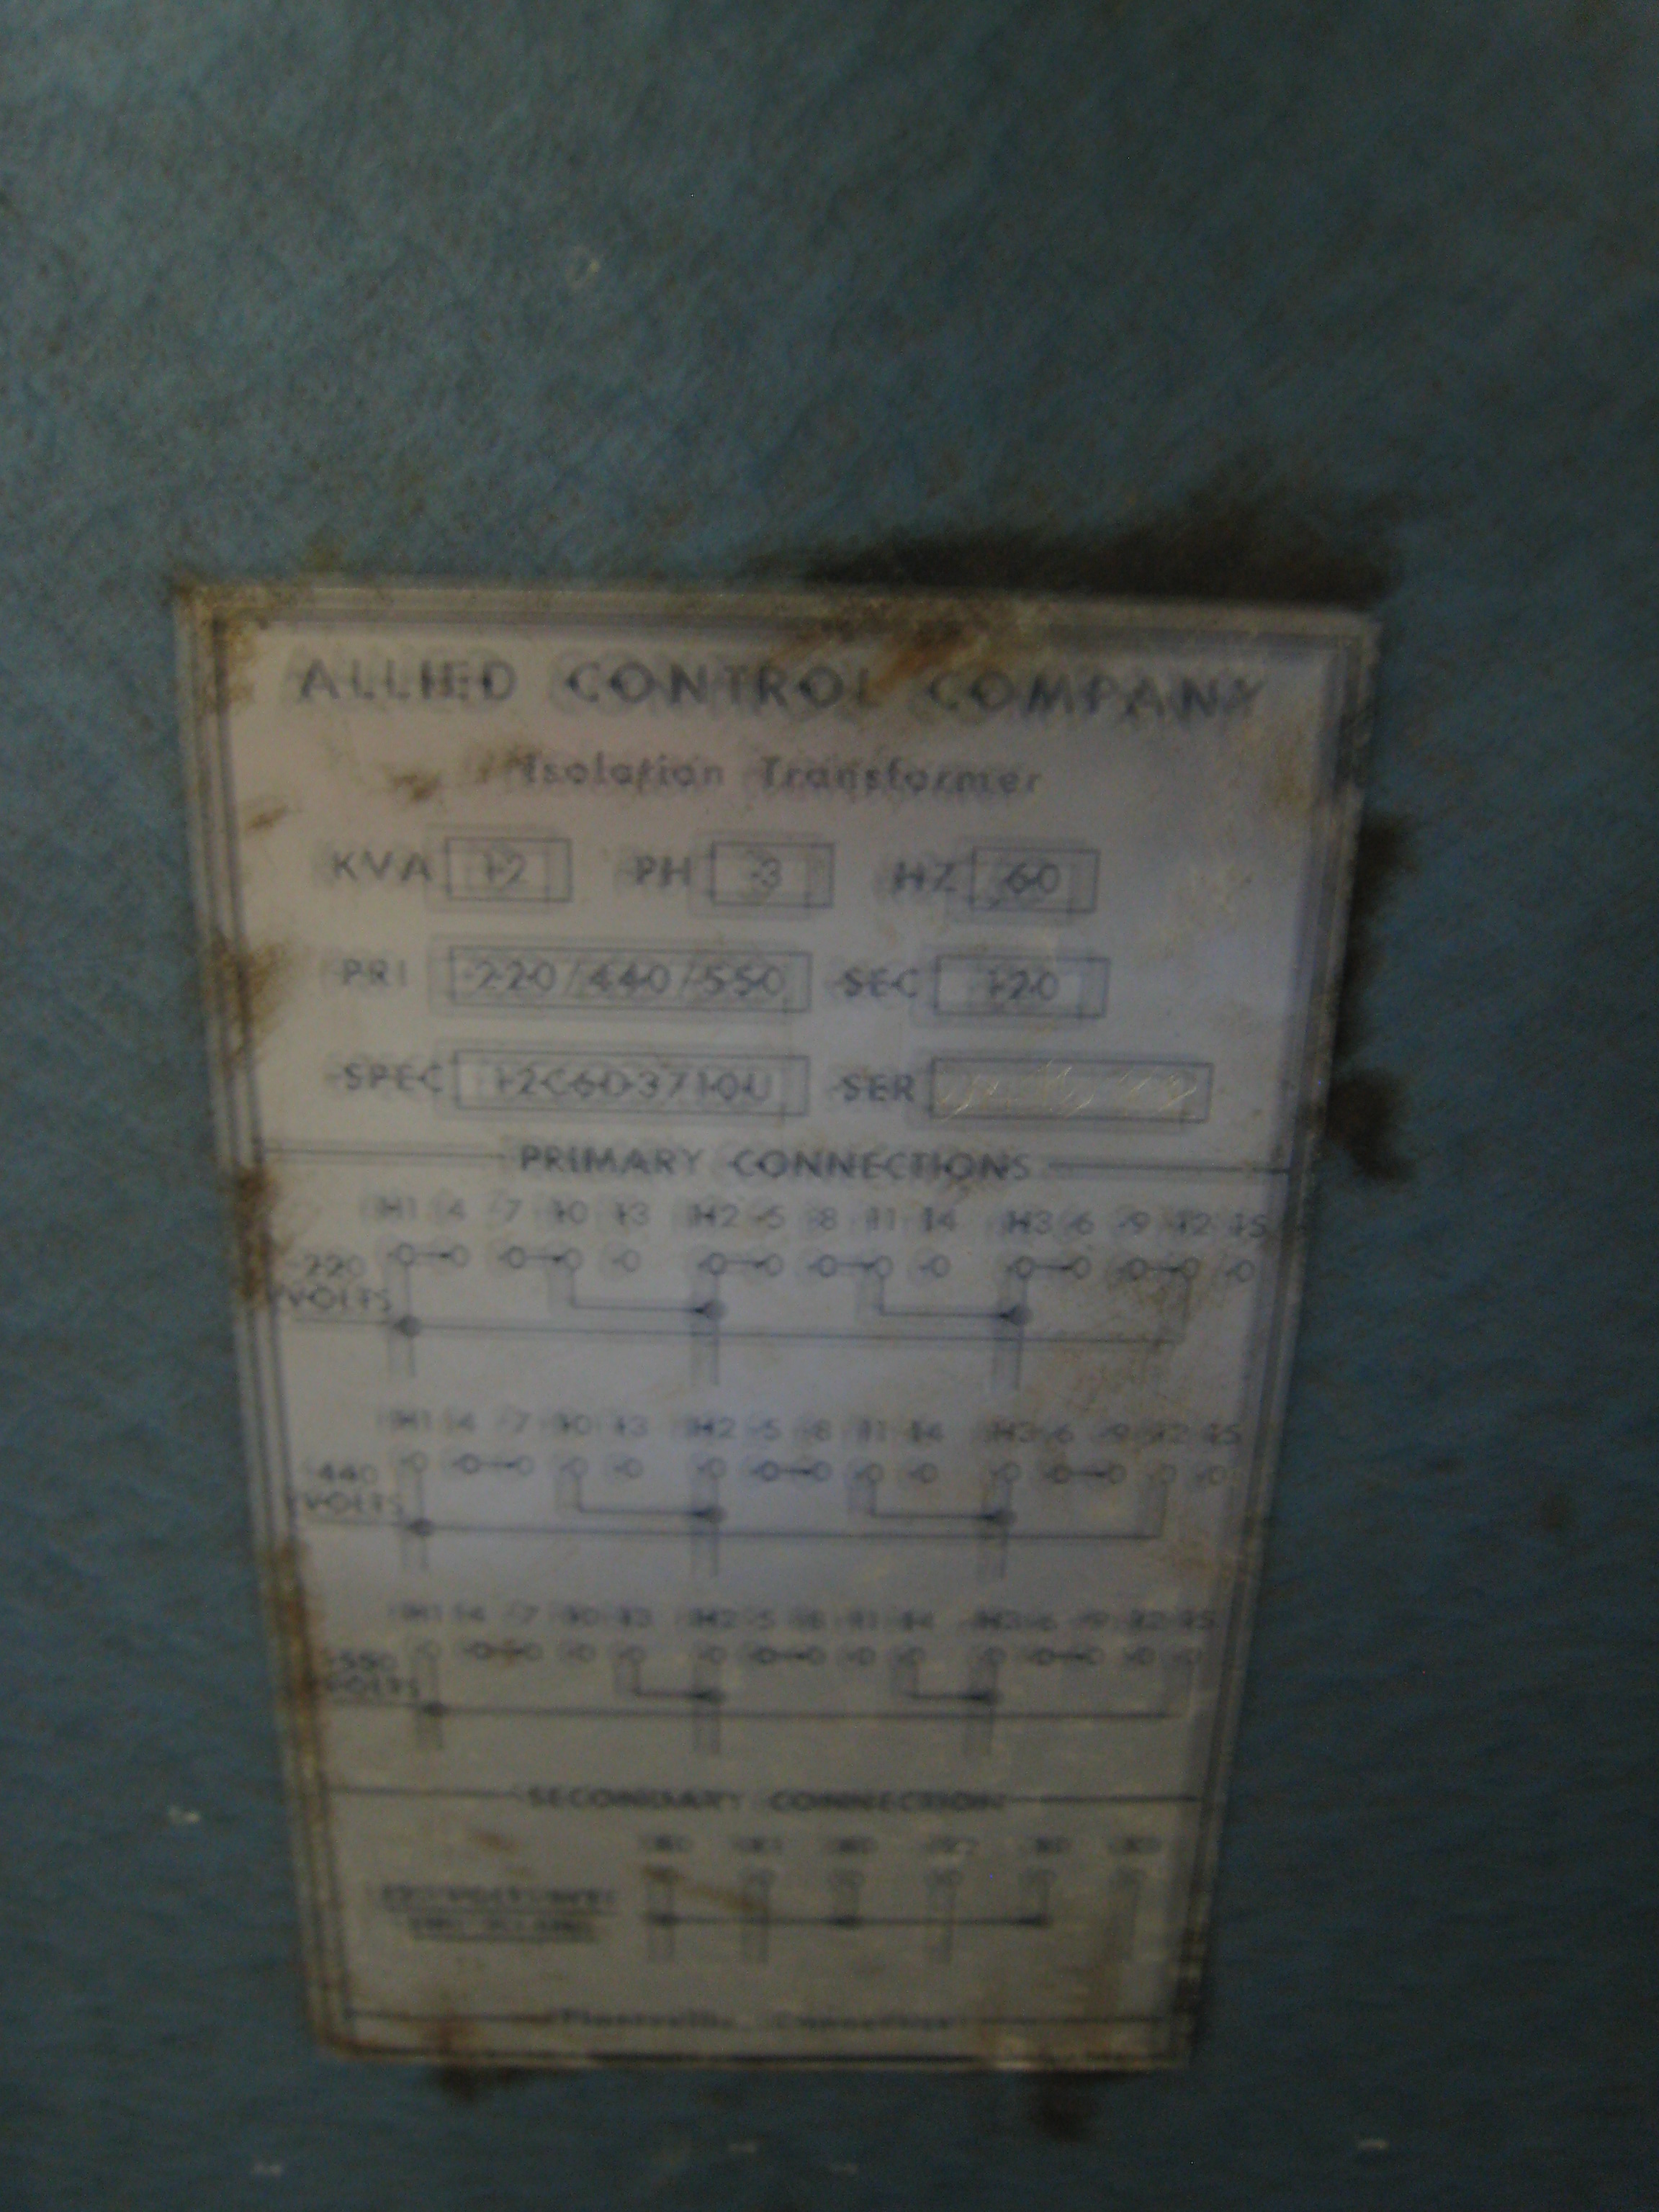 ALLIED CONTROL COMPANY
Isolation Transformer
KVA 12 PH 3 HZ 60
PRI 220/440/550 SEC 120
SPEC SER
PRIMARY CONNECTIONS
H1 4 7 10 13 H2 5 8 11 14 H3 6 9 12 15
220
VOLTS
H1 4 7 10 13 H2 5 8 11 14 H3 6 9 12 15
440
VOLTS
H1 4 7 10 13 H2 5 8 11 14 H3 6 9 12 15
550
VOLTS
SECONDARY CONNECTION